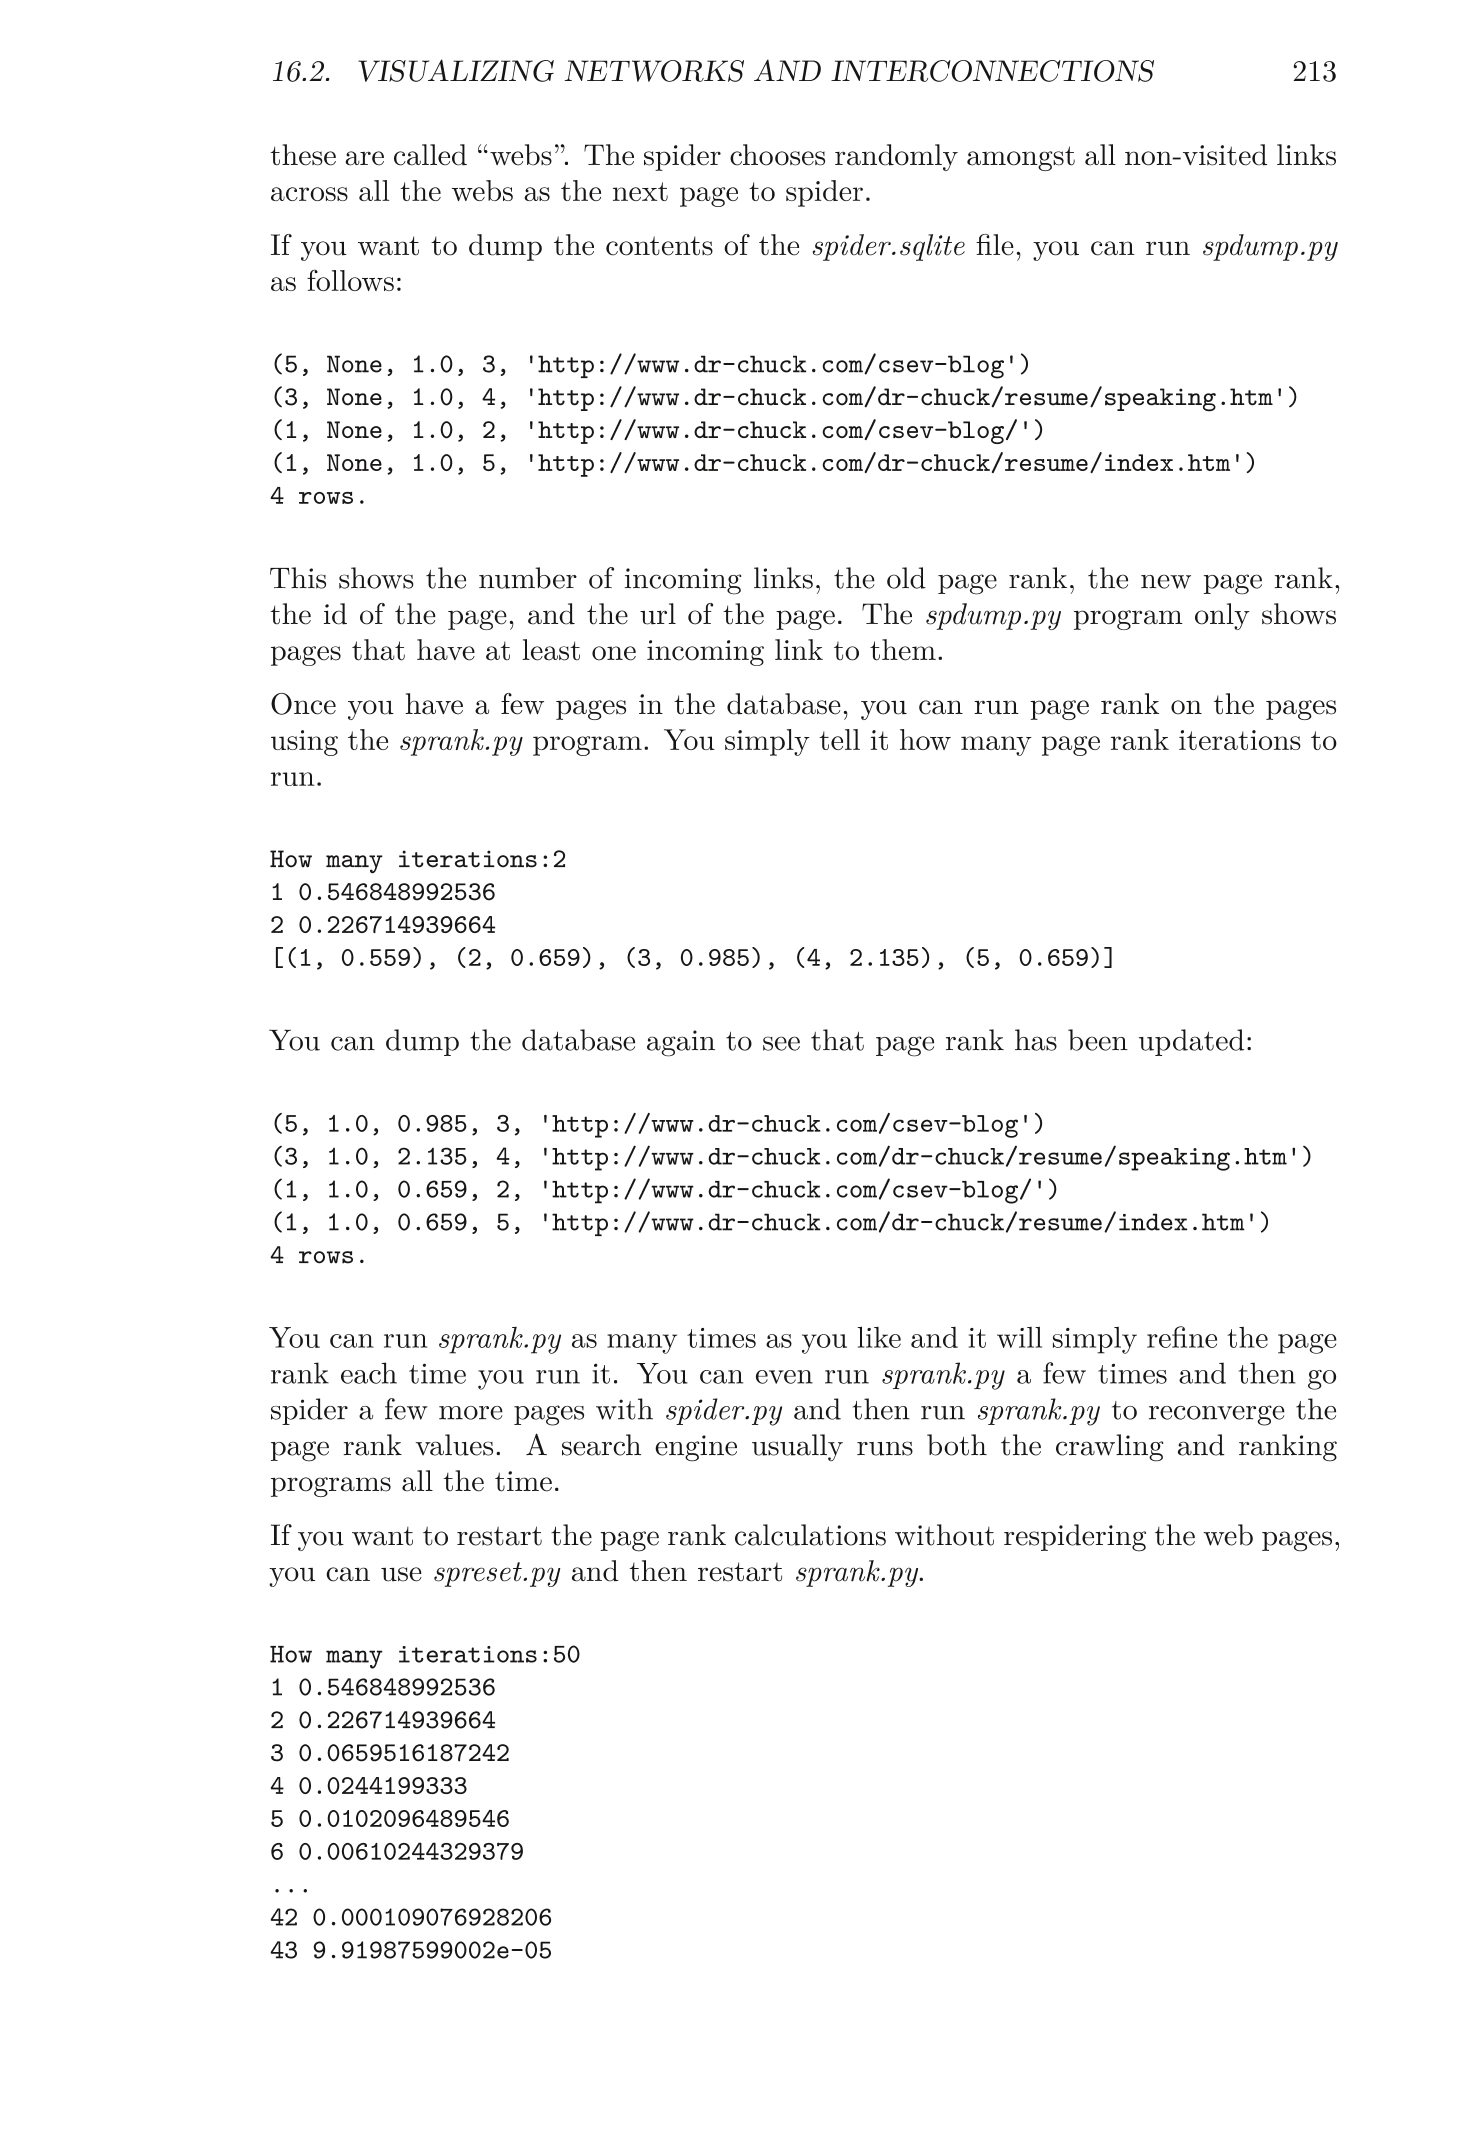 16.2. VISUALIZING NETWORKS AND INTERCONNECTIONS 213
these are called “webs”. The spider chooses randomly amongst all non-visited links
across all the webs as the next page to spider.
If you want to dump the contents of the spider.sqlite file, you can run spdump.py
as follows:
(5, None, 1.0, 3, 'http://www.dr-chuck.com/csev-blog')
(3, None, 1.0, 4, 'http://www.dr-chuck.com/dr-chuck/resume/speaking.htm')
(1, None, 1.0, 2, 'http://www.dr-chuck.com/csev-blog/')
(1, None, 1.0, 5, 'http://www.dr-chuck.com/dr-chuck/resume/index.htm')
4 rows.
This shows the number of incoming links, the old page rank, the new page rank,
the id of the page, and the url of the page. The spdump.py program only shows
pages that have at least one incoming link to them.
Once you have a few pages in the database, you can run page rank on the pages
using the sprank.py program. You simply tell it how many page rank iterations to
run.
How many iterations:2
1 0.546848992536
2 0.226714939664
[(1, 0.559), (2, 0.659), (3, 0.985), (4, 2.135), (5, 0.659)]
You can dump the database again to see that page rank has been updated:
(5, 1.0, 0.985, 3, 'http://www.dr-chuck.com/csev-blog')
(3, 1.0, 2.135, 4, 'http://www.dr-chuck.com/dr-chuck/resume/speaking.htm')
(1, 1.0, 0.659, 2, 'http://www.dr-chuck.com/csev-blog/')
(1, 1.0, 0.659, 5, 'http://www.dr-chuck.com/dr-chuck/resume/index.htm')
4 rows.
You can run sprank.py as many times as you like and it will simply refine the page
rank each time you run it. You can even run sprank.py a few times and then go
spider a few more pages with spider.py and then run sprank.py to reconverge the
page rank values. A search engine usually runs both the crawling and ranking
programs all the time.
If you want to restart the page rank calculations without respidering the web pages,
you can use spreset.py and then restart sprank.py.
How many iterations:50
1 0.546848992536
2 0.226714939664
3 0.0659516187242
4 0.0244199333
5 0.0102096489546
6 0.00610244329379
...
42 0.000109076928206
43 9.91987599002e-05